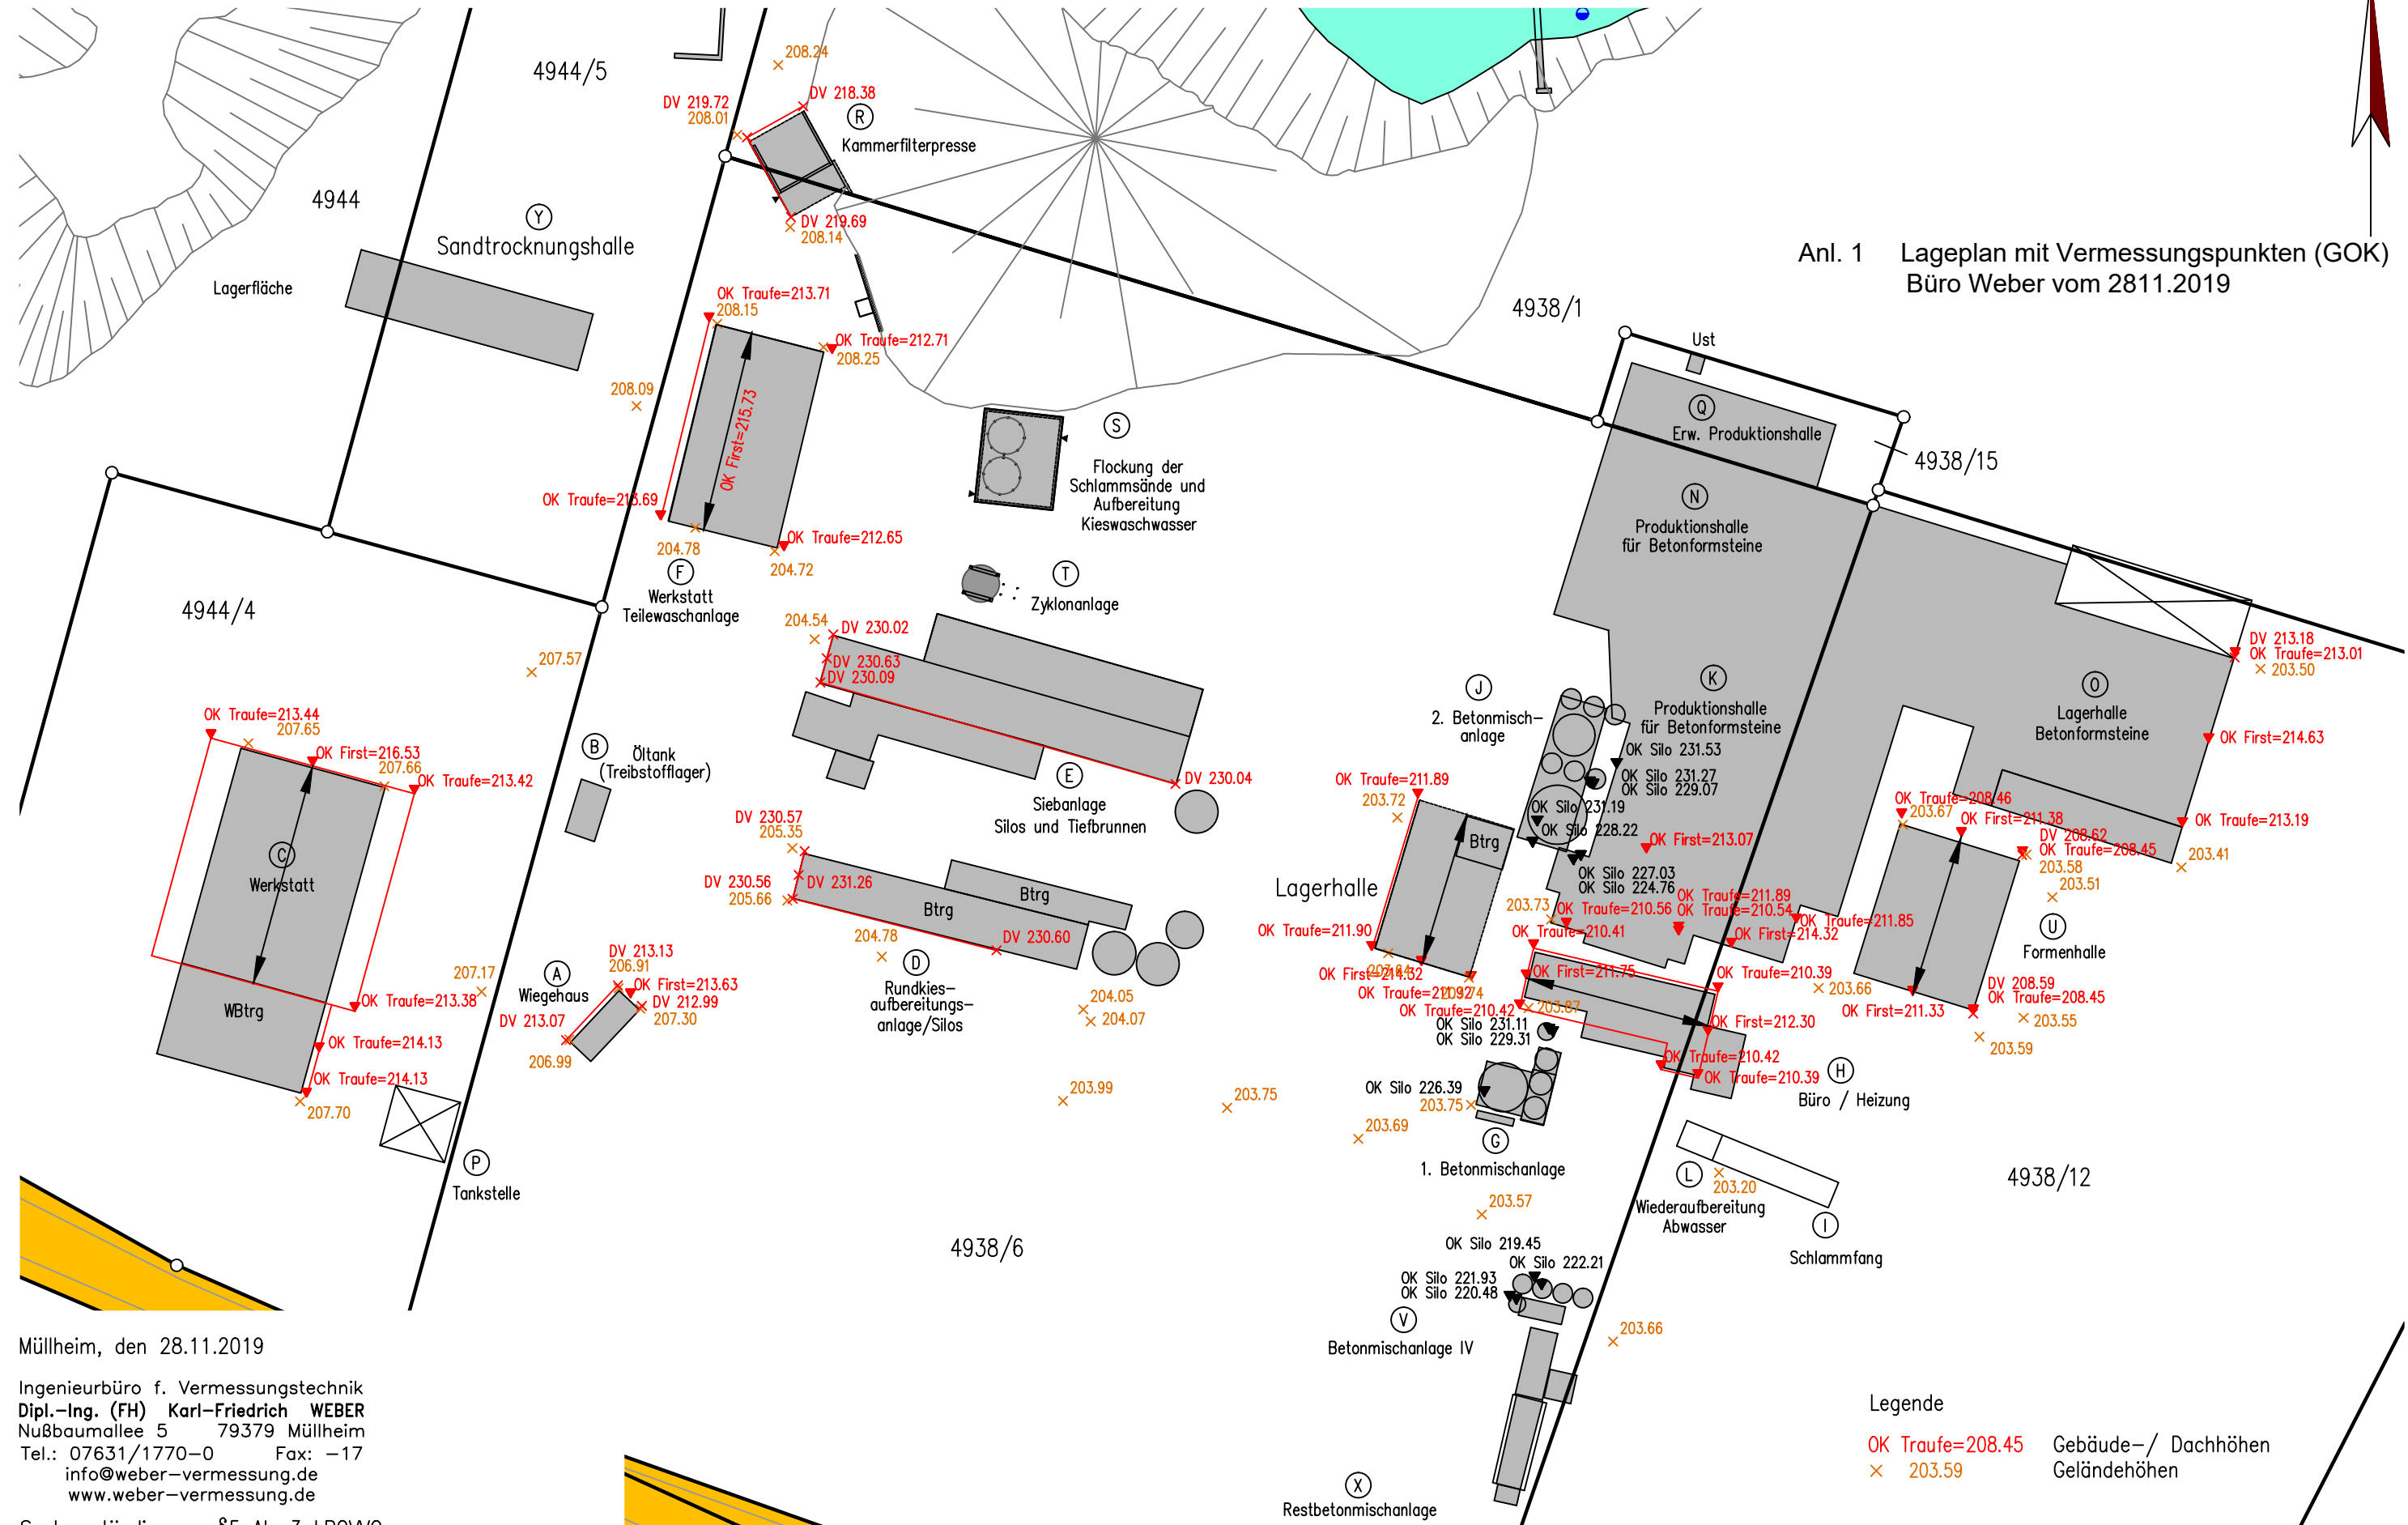 208.24
4944/5
DV 219.72
208.01
DV 218.38
R
Kammerfilterpresse
4944
Y
Sandtrocknungshalle
DV 219.69
208.14
Lagerfläche
Anl. 1 Lageplan mit Vermessungspunkten (GOK)
Büro Weber vom 2811.2019
4938/1
OK Traufe=213.71
208.15
OK Traufe=212.71
208.25
Ust
208.09
OK First=215.73
Q
Erw. Produktionshalle
S
Flockung der
Schlammsände und
Aufbereitung
Kieswaschwasser
4938/15
OK Traufe=213.69
N
Produktionshalle
für Betonformsteine
OK Traufe=212.65
204.78
204.72
F
Werkstatt
Teilewaschanlage
T
Zyklonanlage
4944/4
204.54
DV 230.02
DV 230.63
DV 230.09
207.57
DV 213.18
OK Traufe=213.01
203.50
J
2. Betonmisch-
anlage
K
Produktionshalle
für Betonformsteine
O
Lagerhalle
Betonformsteine
OK Traufe=213.44
207.65
OK First=216.53
207.66
OK Traufe=213.42
B
Öltank
(Treibstofflager)
DV 230.04
E
Siebanlage
Silos und Tiefbrunnen
OK Silo 231.53
OK Silo 231.27
OK Silo 229.07
OK Silo 231.19
OK Silo 228.22
OK First=214.63
OK Traufe=211.89
203.72
Btrg
OK First=213.07
OK Traufe=208.46
203.67
OK First=211.38
OK Traufe=213.19
DV 208.62
OK Traufe=208.45
203.58
203.41
203.51
DV 230.57
205.35
C
Werkstatt
DV 230.56
205.66
DV 231.26
Btrg
Btrg
OK Silo 227.03
OK Silo 224.76
Lagerhalle
203.73
OK Traufe=210.56
OK Traufe=211.89
OK Traufe=210.54
OK Traufe=211.85
OK First=214.32
U
Formenhalle
OK Traufe=211.90
OK Traufe=210.41
204.78
DV 230.60
D
Rundkies-
aufbereitungs-
anlage/Silos
DV 213.13
206.91
OK First=213.63
DV 212.99
207.30
A
Wiegehaus
207.17
DV 213.07
206.99
OK First=214.32
OK First=211.75
OK Traufe=210.39
203.66
DV 208.59
OK Traufe=208.45
OK First=211.33
203.55
203.59
204.05
204.07
OK Traufe=210.42
203.87
OK Silo 231.11
OK Silo 229.31
OK First=212.30
OK Traufe=213.38
WBtrg
OK Traufe=214.13
OK Traufe=214.13
207.70
OK Traufe=210.42
OK Traufe=210.39
H
Büro / Heizung
OK Silo 226.39
203.75
203.99
203.75
203.69
G
1. Betonmischanlage
P
Tankstelle
L
203.20
Wiederaufbereitung
Abwasser
4938/12
I
Schlammfang
203.57
4938/6
OK Silo 219.45
OK Silo 222.21
OK Silo 221.93
OK Silo 220.48
V
Betonmischanlage IV
203.66
Müllheim, den 28.11.2019
Ingenieurbüro f. Vermessungstechnik
Dipl.-Ing. (FH) Karl-Friedrich WEBER
Nußbaumallee 5 79379 Müllheim
Tel.: 07631/1770-0 Fax: -17
info@weber-vermessung.de
www.weber-vermessung.de
X
Restbetonmischanlage
Legende
OK Traufe=208.45 Gebäude-/ Dachhöhen
203.59 Geländehöhen